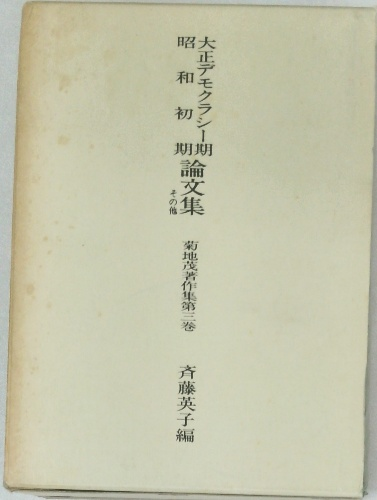 大正デモクラシー期
昭和初期
論文集
その他
菊地茂著作集第三巻
斉藤英子編